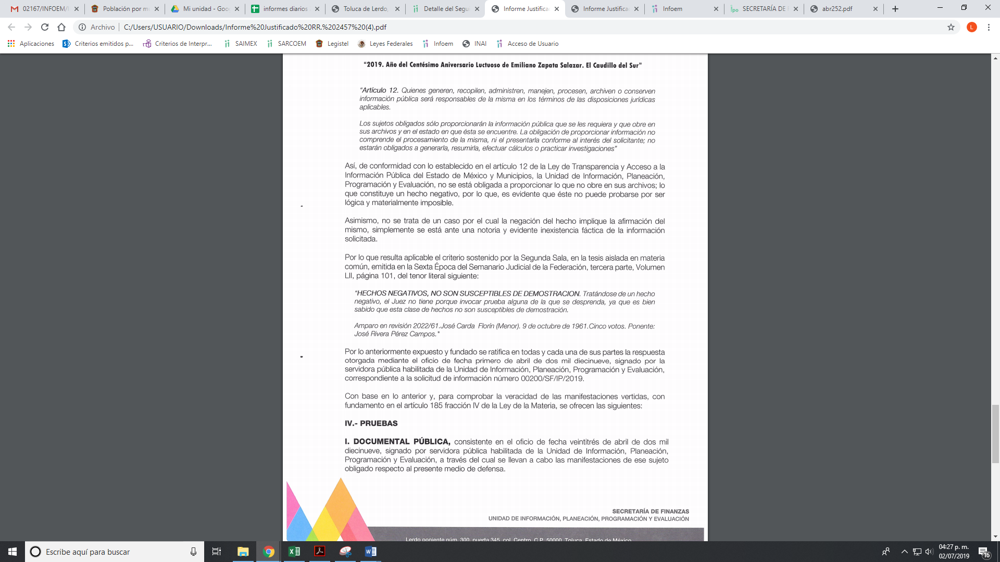 02167/INFOEM/I
Población por mu
Mi unidad - Goo
informes diarios
Toluca de Lerdo,
Detalle del Segui
Informe Justifica
Informe Justifica
Infoem
SECRETARÍA DE F
abr252.pdf
Archivo | C:/Users/USUARIO/Downloads/Informe%20Justificado%20RR.%202457%20(4).pdf
L
Aplicaciones
Criterios emitidos p...
Criterios de Interpr...
SAIMEX
SARCOEM
Legistel
Leyes Federales
Infoem
INAI
Acceso de Usuario
“2019. Año del Centésimo Aniversario Luctuoso de Emiliano Zapata Salazar. El Caudillo del Sur”
“Artículo 12. Quienes generen, recopilen, administren, manejen, procesen, archiven o conserven
información pública será responsables de la misma en los términos de las disposiciones jurídicas
aplicables.
Los sujetos obligados sólo proporcionarán la información pública que se les requiera y que obre en
sus archivos y en el estado en que ésta se encuentre. La obligación de proporcionar información no
comprende el procesamiento de la misma, ni el presentarla conforme al interés del solicitante; no
estarán obligados a generarla, resumirla, efectuar cálculos o practicar investigaciones”
Así, de conformidad con lo establecido en el artículo 12 de la Ley de Transparencia y Acceso a la
Información Pública del Estado de México y Municipios, la Unidad de Información, Planeación,
Programación y Evaluación, no se está obligada a proporcionar lo que no obre en sus archivos; lo
que constituye un hecho negativo, por lo que, es evidente que éste no puede probarse por ser
lógica y materialmente imposible.
Asimismo, no se trata de un caso por el cual la negación del hecho implique la afirmación del
mismo, simplemente se está ante una notoria y evidente inexistencia fáctica de la información
solicitada.
Por lo que resulta aplicable el criterio sostenido por la Segunda Sala, en la tesis aislada en materia
común, emitida en la Sexta Época del Semanario Judicial de la Federación, tercera parte, Volumen
LII, página 101, del tenor literal siguiente:
“HECHOS NEGATIVOS, NO SON SUSCEPTIBLES DE DEMOSTRACION. Tratándose de un hecho
negativo, el Juez no tiene porque invocar prueba alguna de la que se desprenda, ya que es bien
sabido que esta clase de hechos no son susceptibles de demostración.
Amparo en revisión 2022/61.José Carda Florín (Menor). 9 de octubre de 1961.Cinco votos. Ponente:
José Rivera Pérez Campos."
Por lo anteriormente expuesto y fundado se ratifica en todas y cada una de sus partes la respuesta
otorgada mediante el oficio de fecha primero de abril de dos mil diecinueve, signado por la
servidora pública habilitada de la Unidad de Información, Planeación, Programación y Evaluación,
correspondiente a la solicitud de información número 00200/SF/IP/2019.
Con base en lo anterior y, para comprobar la veracidad de las manifestaciones vertidas, con
fundamento en el artículo 185 fracción IV de la Ley de la Materia, se ofrecen las siguientes:
IV.- PRUEBAS
I. DOCUMENTAL PÚBLICA, consistente en el oficio de fecha veintitrés de abril de dos mil
diecinueve, signado por servidora pública habilitada de la Unidad de Información, Planeación,
Programación y Evaluación, a través del cual se llevan a cabo las manifestaciones de ese sujeto
obligado respecto al presente medio de defensa.
SECRETARÍA DE FINANZAS
UNIDAD DE INFORMACIÓN, PLANEACIÓN, PROGRAMACIÓN Y EVALUACIÓN
Lerdo poniente núm. 300, puerta 345, col. Centro, C.P. 50000, Toluca, Estado de México
Escribe aquí para buscar
04:27 p. m.
02/07/2019
16